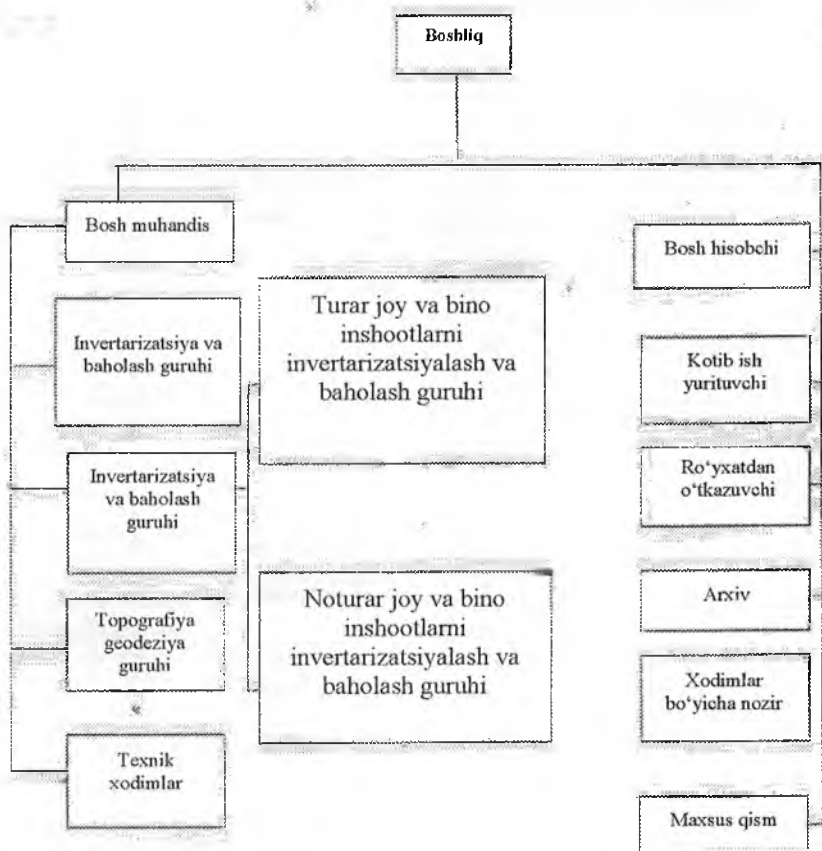 Boshliq
Bosh muhandis
Invertarizatsiya va
baholash guruhi
Invertarizatsiya
va baholash
guruhi
Topografiya
geodeziya
guruhi
Texnik
xodimlar
Turar joy va bino
inshootlarni
invertarizatsiyalash va
baholash guruhi
Noturar joy va bino
inshootlarni
invertarizatsiyalash va
baholash guruhi
Bosh hisobchi
Kotib ish
yurituvchi
Ro‘yxatdan
o‘tkazuvchi
Arxiv
Xodimlar
bo‘yicha nozir
Maxsus qism